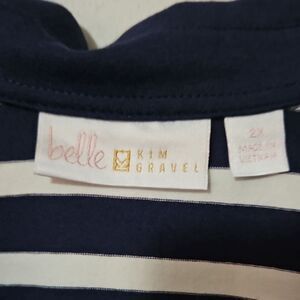 belle
KIM
GRAVEL
2X
MADE IN
VIETNAM